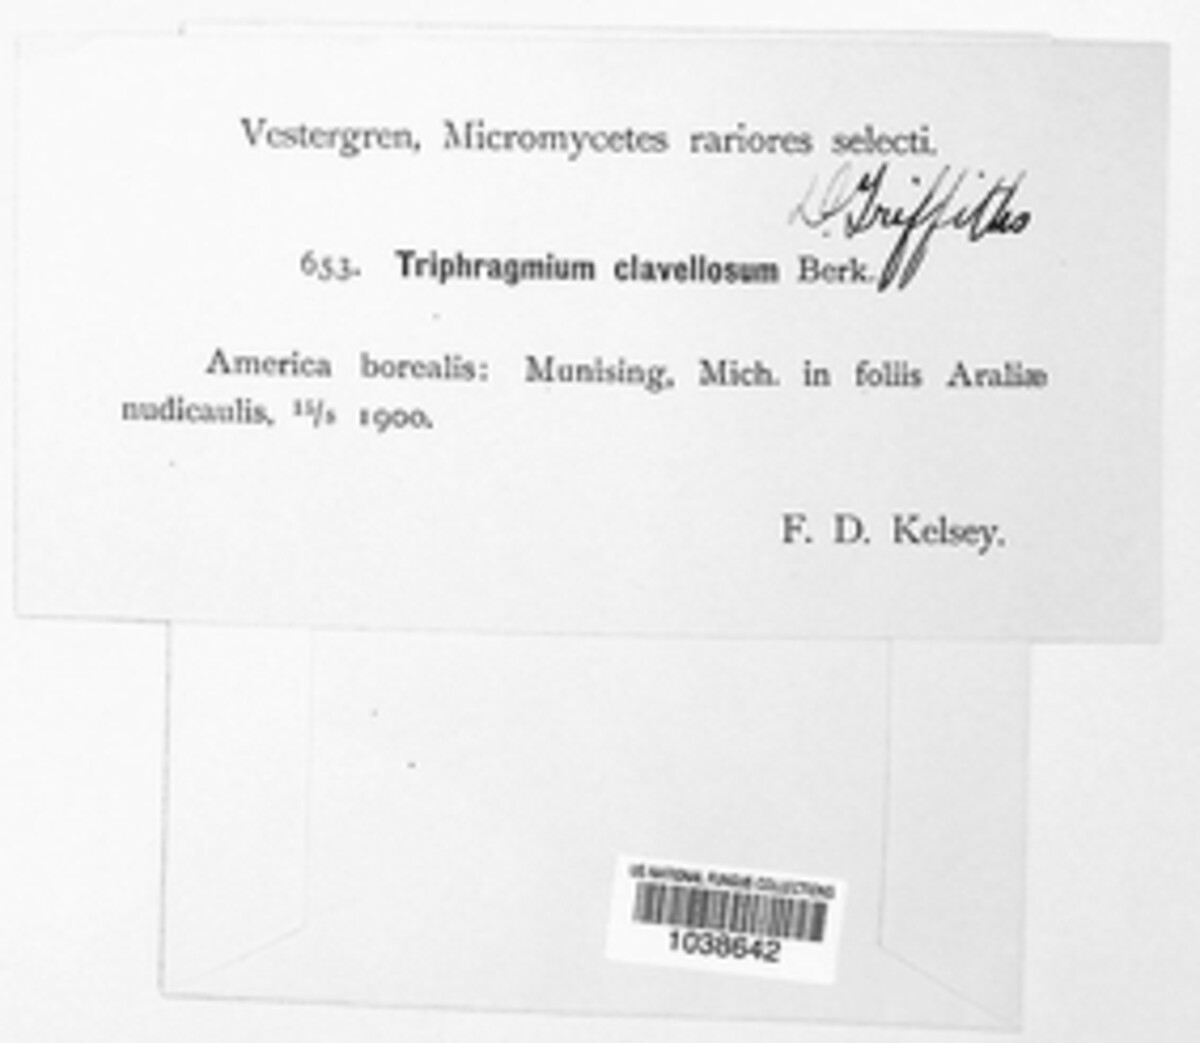 Vestergren, Micromycetes rariores selecti.
D. Griffiths
653. Triphragmium clavellosum Berk.
America borealis: Munising, Mich. in foliis Araliæ
nudicaulis, 15/8 1900.
F. D. Kelsey.
US NATIONAL FUNGUS COLLECTIONS
1038642